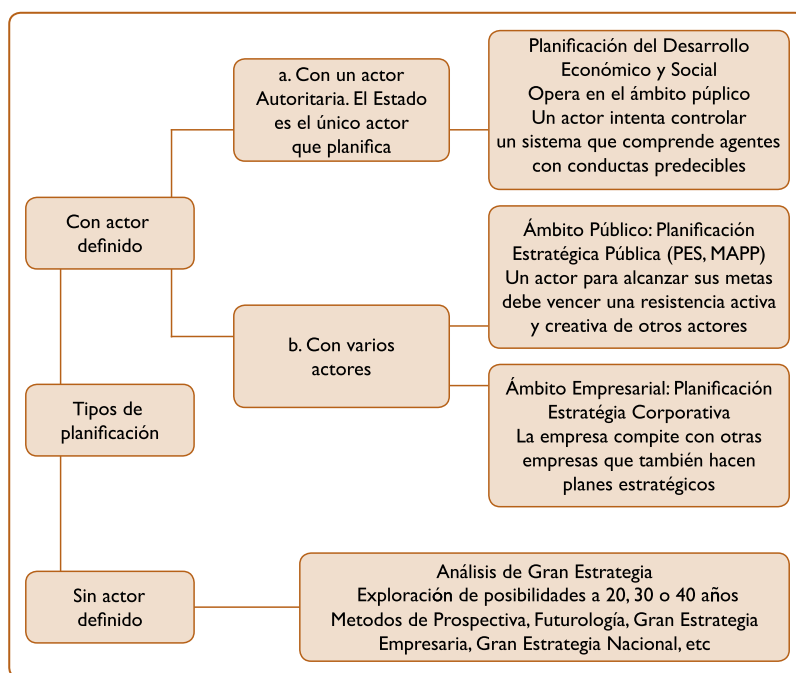 a. Con un actor
Autoritaria. El Estado
es el único actor
que planifica
Planificación del Desarrollo
Económico y Social
Opera en el ámbito púplico
Un actor intenta controlar
un sistema que comprende agentes
con conductas predecibles
Con actor
definido
Ámbito Público: Planificación
Estratégica Pública (PES, MAPP)
Un actor para alcanzar sus metas
debe vencer una resistencia activa
y creativa de otros actores
b. Con varios
actores
Ámbito Empresarial: Planificación
Estratégia Corporativa
La empresa compite con otras
empresas que también hacen
planes estratégicos
Tipos de
planificación
Sin actor
definido
Análisis de Gran Estrategia
Exploración de posibilidades a 20, 30 o 40 años
Metodos de Prospectiva, Futurología, Gran Estrategia
Empresaria, Gran Estrategia Nacional, etc